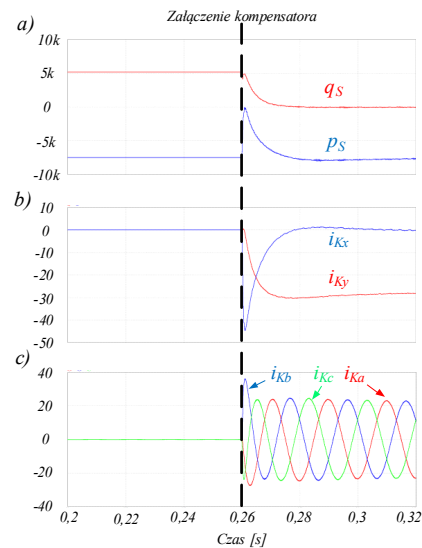 Załączenie kompensatora
a)
10k
5k
0
-5k
-10k
qS
pS
b)
10
0
-10
-20
-30
-40
-50
iKx
iKy
c)
40
20
0
-20
-40
iKb
iKc
iKa
0,2
0,22
0,24
0,26
0,28
0,3
0,32
Czas [s]